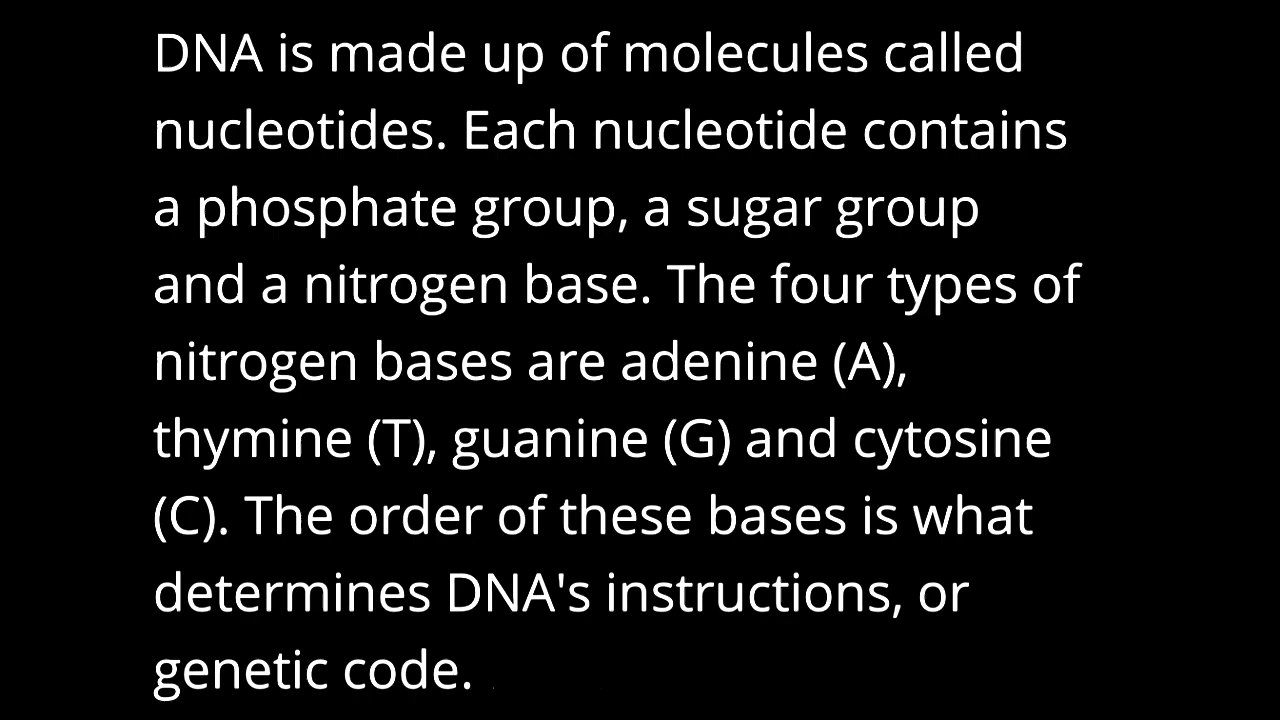 DNA is made up of molecules called
nucleotides. Each nucleotide contains
a phosphate group, a sugar group
and a nitrogen base. The four types of
nitrogen bases are adenine (A),
thymine (T), guanine (G) and cytosine
(C). The order of these bases is what
determines DNA's instructions, or
genetic code.